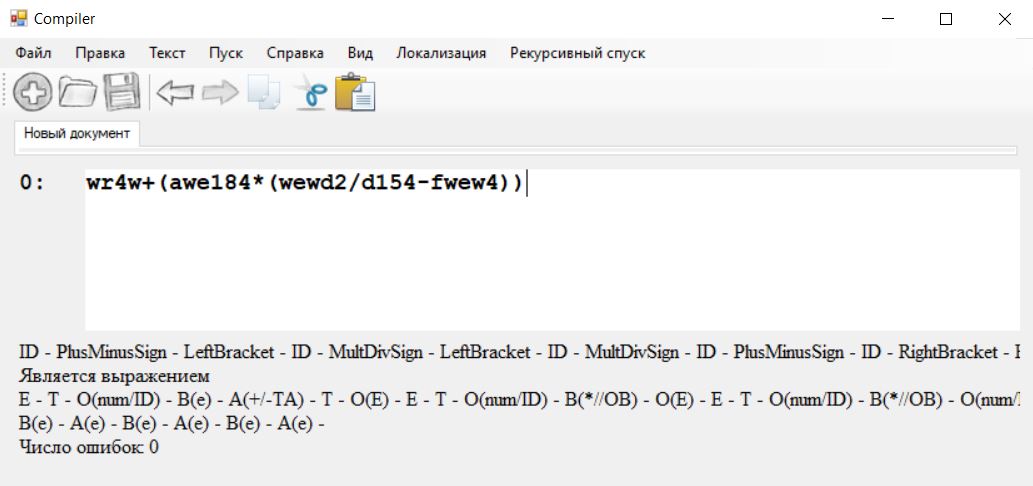 Compiler
Файл Правка Текст Пуск Справка Вид Локализация Рекурсивный спуск
Новый документ
0: wr4w+(awe184*(wewd2/d154-fwew4))
ID - PlusMinusSign - LeftBracket - ID - MultDivSign - LeftBracket - ID - MultDivSign - ID - PlusMinusSign - ID - RightBracket -
Является выражением
E - T - O(num/ID) - B(e) - A(+/-TA) - T - O(E) - E - T - O(num/ID) - B(*//OB) - O(E) - E - T - O(num/ID) - B(*//OB) - O(num/
B(e) - A(e) - B(e) - A(e) - B(e) - A(e) -
Число ошибок: 0